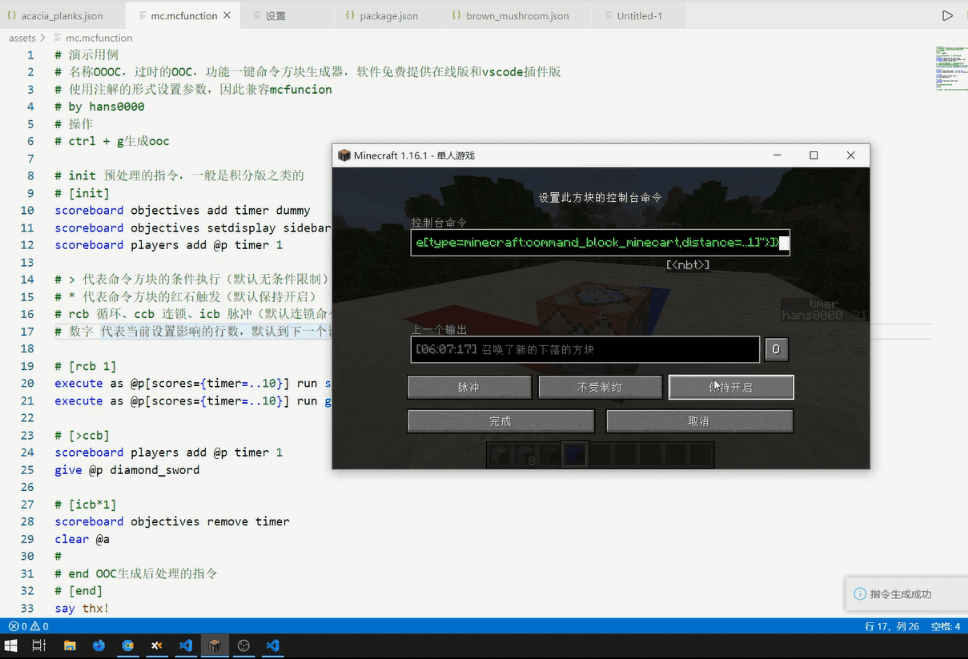 acacia_planks.json
mc.mcfunction
设置
package.json
brown_mushroom.json
Untitled-1
assets
mc.mcfunction
1 # 演示用例
2 # 名称OOOC, 过时的OOC, 功能一键命令方块生成器, 软件免费提供在线版和vscode插件版
3 # 使用注解的形式设置参数, 因此兼容mcfuncion
4 # by hans0000
5 # 操作
6 # ctrl + g生成ooc
7
8 # init 预处理的指令, 一般是积分版之类的
9 # [init]
10 scoreboard objectives add timer dummy
11 scoreboard objectives setdisplay sidebar
12 scoreboard players add @p timer 1
13
14 # > 代表命令方块的条件执行 (默认无条件限制)
15 # * 代表命令方块的红石触发 (默认保持开启)
16 # rcb 循环、ccb 连锁、icb 脉冲 (默认连锁命
17 # 数字 代表当前设置影响的行数, 默认到下一个
18
19 # [rcb 1]
20 execute as @p[scores={timer=..10}] run s
21 execute as @p[scores={timer=..10}] run g
22
23 # [>ccb]
24 scoreboard players add @p timer 1
25 give @p diamond_sword
26
27 # [icb*1]
28 scoreboard objectives remove timer
29 clear @a
30 #
31 # end OOC生成后处理的指令
32 # [end]
33 say thx!
Minecraft 1.16.1 - 单人游戏
设置此方块的控制台命令
控制台命令
e[type=minecraft:command_block_minecart,distance=..1]"}]}
[<nbt>]
timer
hans0000 21
上一个输出
[06:07:17] 召唤了新的下落的方块
O
脉冲
不受制约
保持开启
完成
取消
8
指令生成成功
0 0
行 17, 列 26
空格: 4